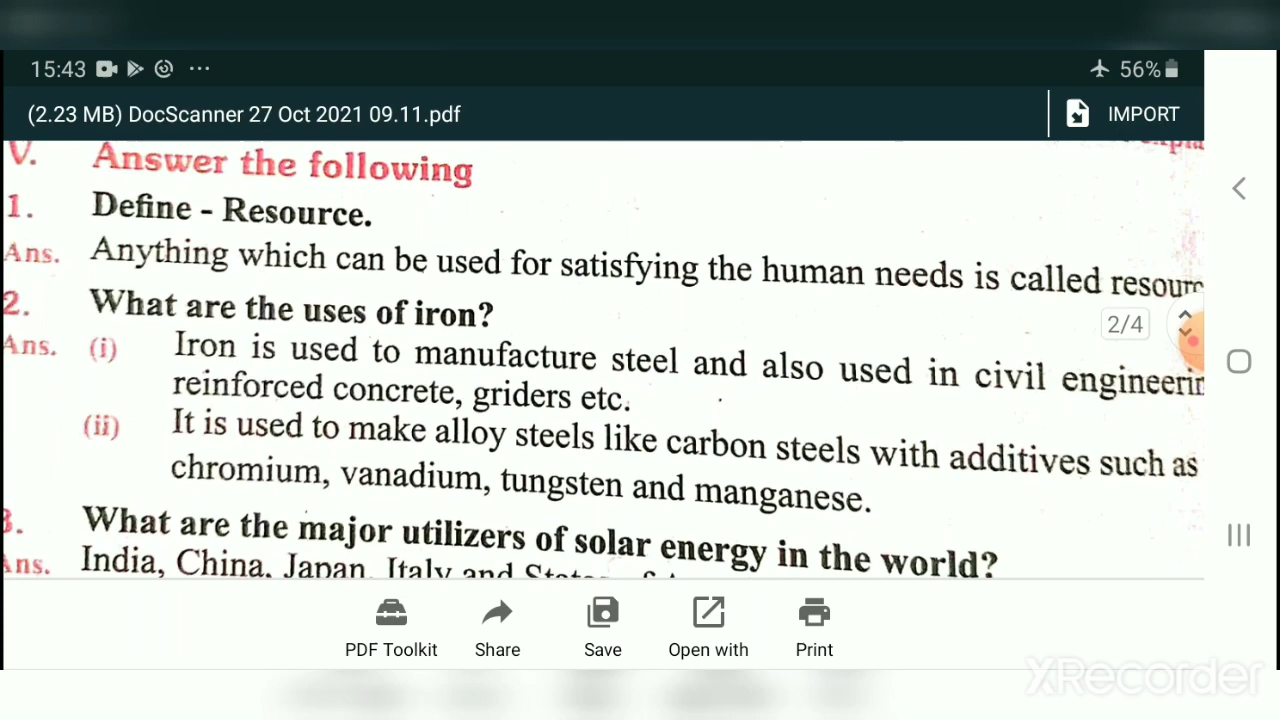 15:43 ... 56%
(2.23 MB) DocScanner 27 Oct 2021 09.11.pdf IMPORT
V. Answer the following
1. Define - Resource.
Ans. Anything which can be used for satisfying the human needs is called
2. What are the uses of iron?
2/4
Ans. (i) Iron is used to manufacture steel and also used in civil
reinforced concrete, griders etc.
(ii) It is used to make alloy steels like carbon steels with additives such as
chromium, vanadium, tungsten and manganese.
3. What are the major utilizers of solar energy in the world?
Ans. India, China, Japan, Italy and
PDF Toolkit Share Save Open with Print
XRecorder